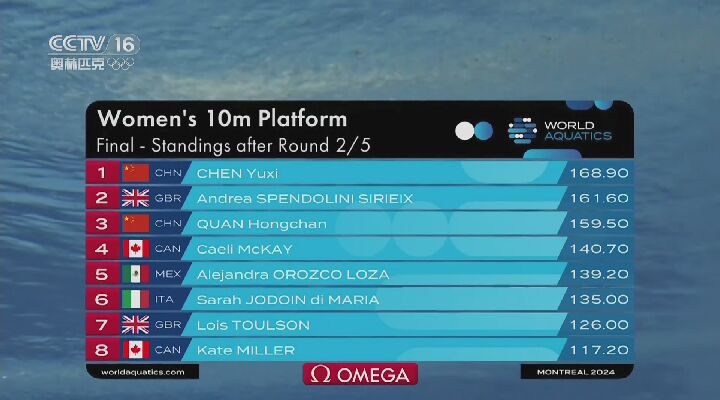 CCTV 16
奥林匹克
Women's 10m Platform
Final - Standings after Round 2/5
WORLD
AQUATICS
1 CHN CHEN Yuxi 168.90
2 GBR Andrea SPENDOLINI SIRIEIX 161.60
3 CHN QUAN Hongchan 159.50
4 CAN Caeli McKAY 140.70
5 MEX Alejandra OROZCO LOZA 139.20
6 ITA Sarah JODOIN di MARIA 135.00
7 GBR Lois TOULSON 126.00
8 CAN Kate MILLER 117.20
worldaquatics.com
Ω OMEGA
MONTREAL 2024